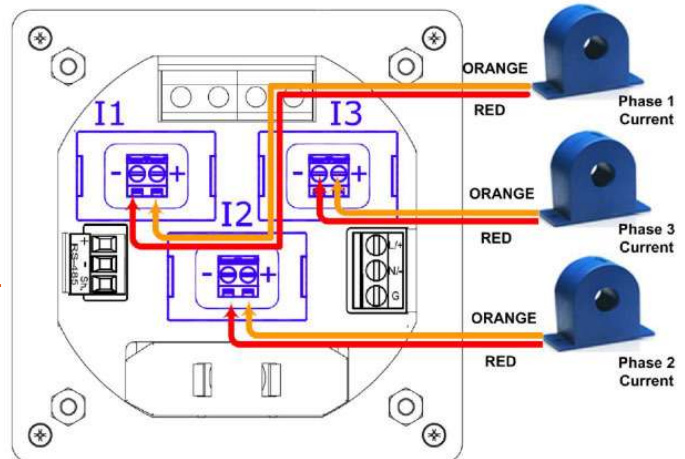 ORANGE
RED
Phase 1
Current
I1
I3
- +
- +
ORANGE
RED
Phase 3
Current
I2
- +
+
-
RS-485
L/+
N/-
G
ORANGE
RED
Phase 2
Current